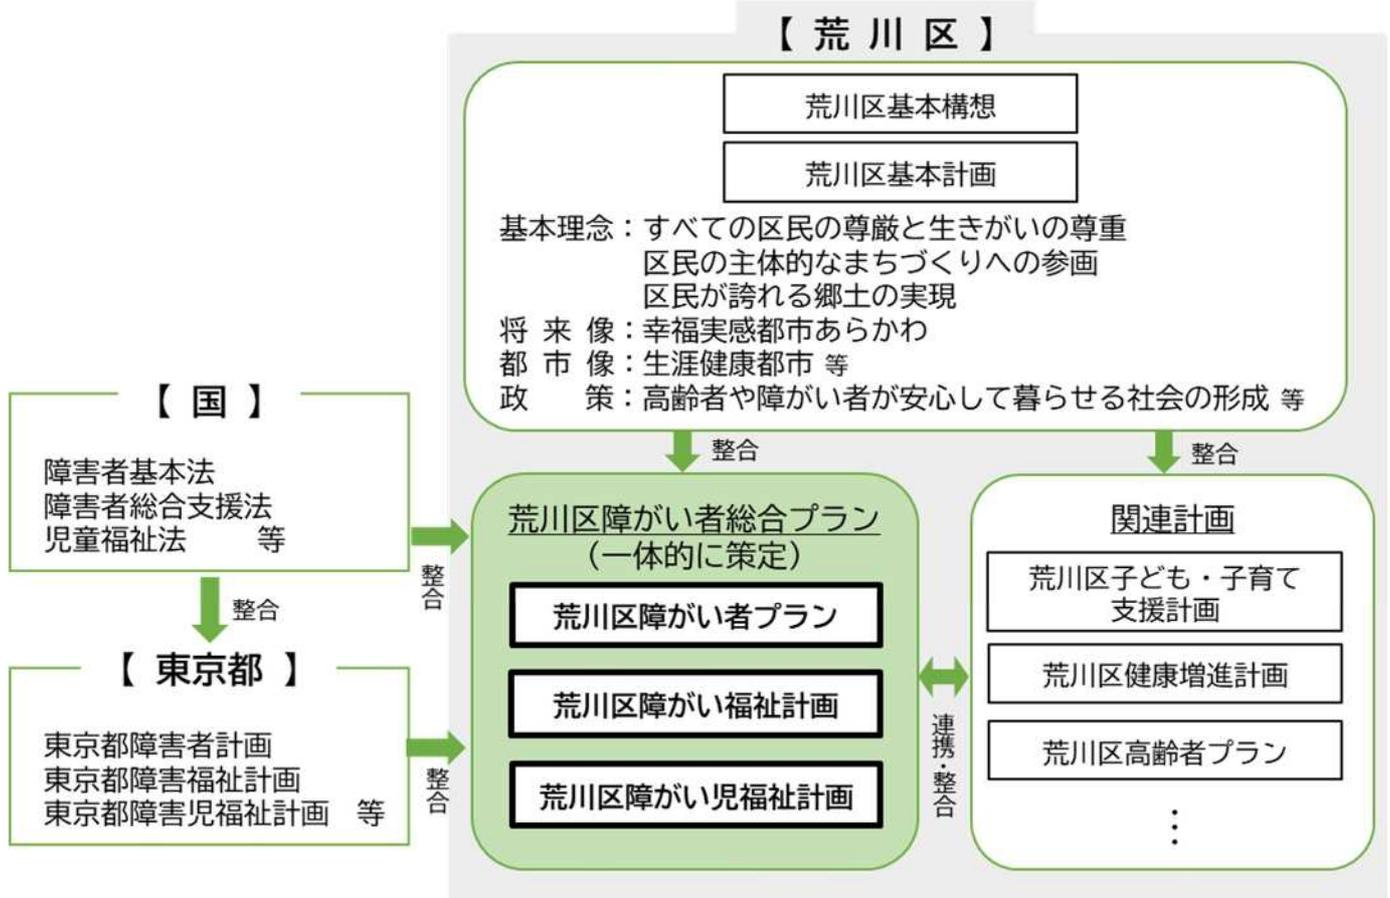 【 荒 川 区 】
荒川区基本構想
荒川区基本計画
基本理念：すべての区民の尊厳と生きがいの尊重
区民の主体的なまちづくりへの参画
区民が誇れる郷土の実現
将 来 像：幸福実感都市あらかわ
都 市 像：生涯健康都市 等
政　　策：高齢者や障がい者が安心して暮らせる社会の形成 等
整合
整合
【 国 】
障害者基本法
障害者総合支援法
児童福祉法　　等
整合
整合
【 東京都 】
東京都障害者計画
東京都障害福祉計画
東京都障害児福祉計画　等
整合
荒川区障がい者総合プラン
（一体的に策定）
荒川区障がい者プラン
荒川区障がい福祉計画
荒川区障がい児福祉計画
連携・整合
関連計画
荒川区子ども・子育て
支援計画
荒川区健康増進計画
荒川区高齢者プラン
⋮